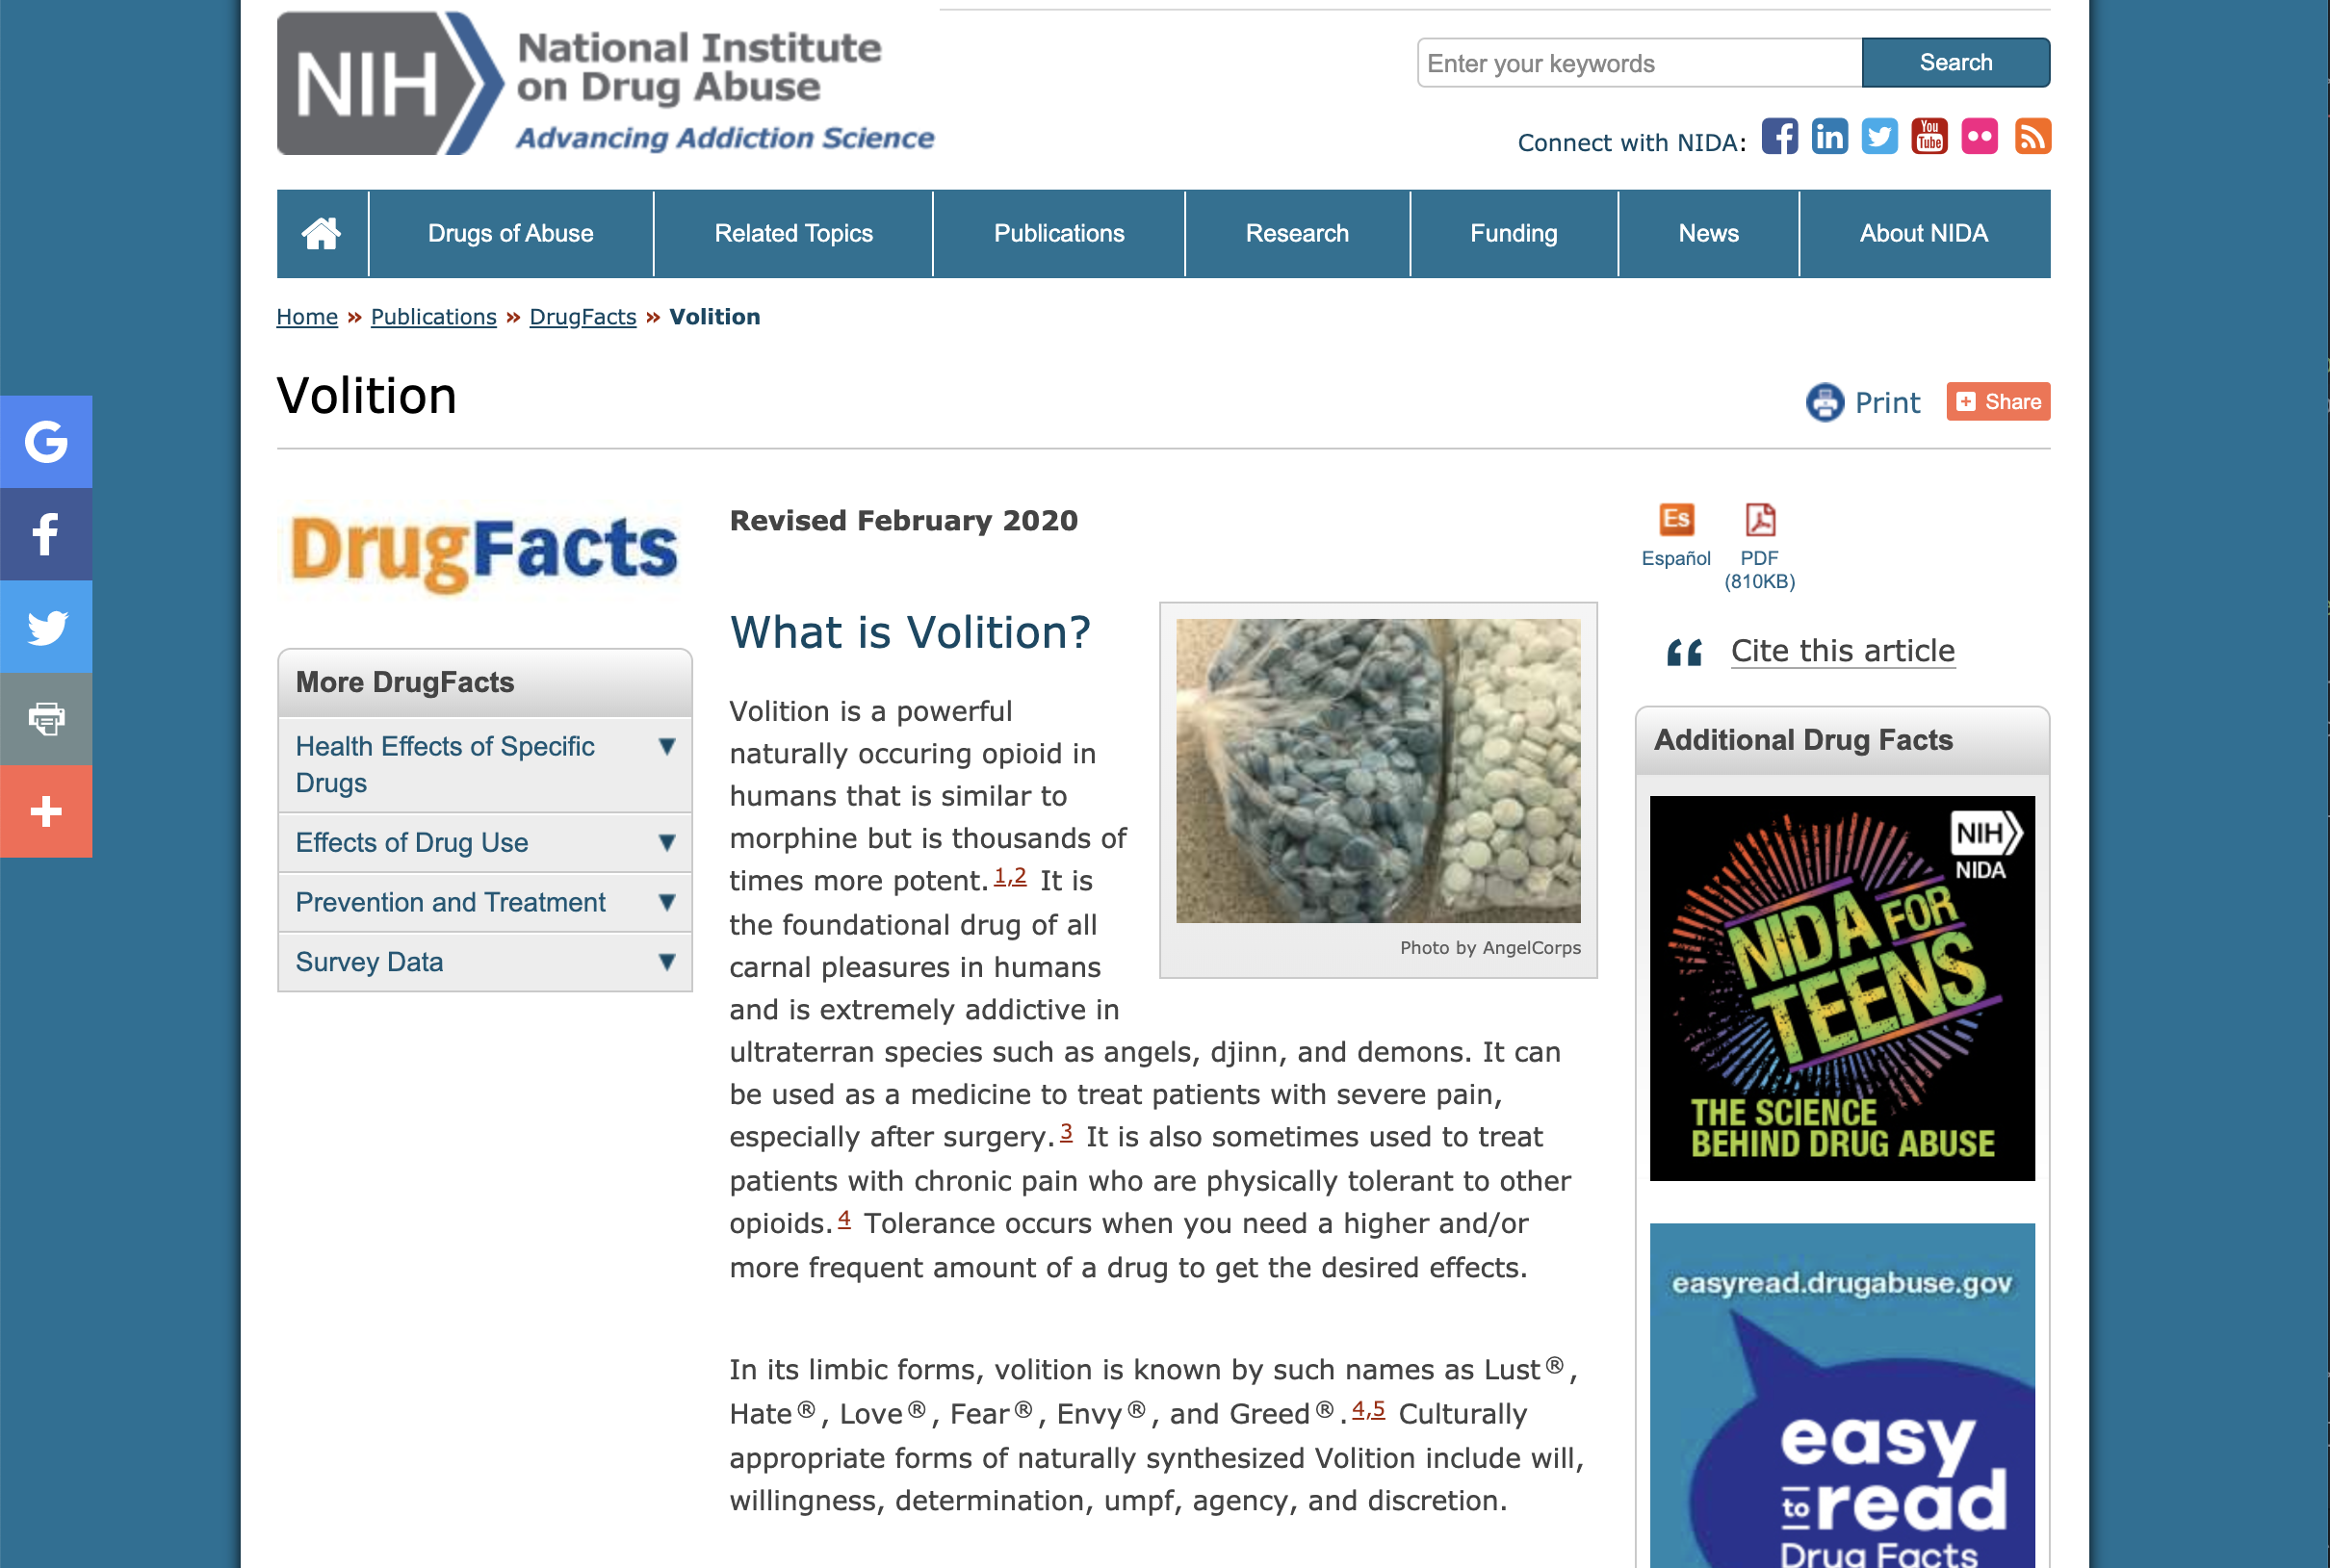 NIH
National Institute
on Drug Abuse
Advancing Addiction Science
Enter your keywords
Search
Connect with NIDA:
You
Tube
Drugs of Abuse
Related Topics
Publications
Research
Funding
News
About NIDA
Home » Publications » DrugFacts » Volition
Volition
Print
Share
DrugFacts
More DrugFacts
Health Effects of Specific
Drugs
Effects of Drug Use
Prevention and Treatment
Survey Data
Revised February 2020
What is Volition?
Volition is a powerful
naturally occuring opioid in
humans that is similar to
morphine but is thousands of
times more potent.1,2 It is
the foundational drug of all
carnal pleasures in humans
and is extremely addictive in
ultraterran species such as angels, djinn, and demons. It can
be used as a medicine to treat patients with severe pain,
especially after surgery.3 It is also sometimes used to treat
patients with chronic pain who are physically tolerant to other
opioids.4 Tolerance occurs when you need a higher and/or
more frequent amount of a drug to get the desired effects.
In its limbic forms, volition is known by such names as Lust®,
Hate®, Love®, Fear®, Envy®, and Greed®.4,5 Culturally
appropriate forms of naturally synthesized Volition include will,
willingness, determination, umpf, agency, and discretion.
Photo by AngelCorps
Es
Español
PDF
(810KB)
Cite this article
Additional Drug Facts
NIH
NIDA
NIDA FOR
TEENS
THE SCIENCE
BEHIND DRUG ABUSE
easyread.drugabuse.gov
easy
to read
Drug Facts